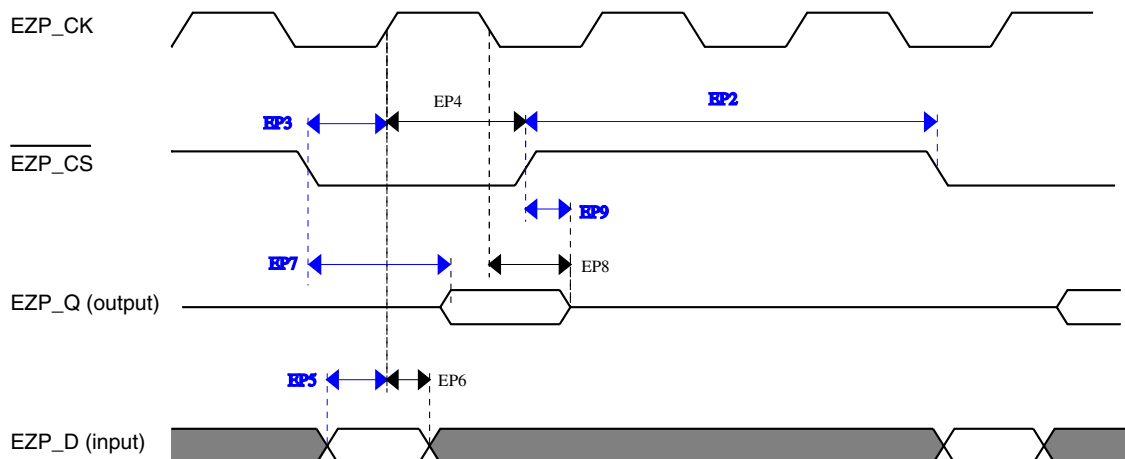 EZP_CK
EP3
EP4
EP2
EZP_CS
EP9
EP7
EP8
EZP_Q (output)
EP5
EP6
EZP_D (input)